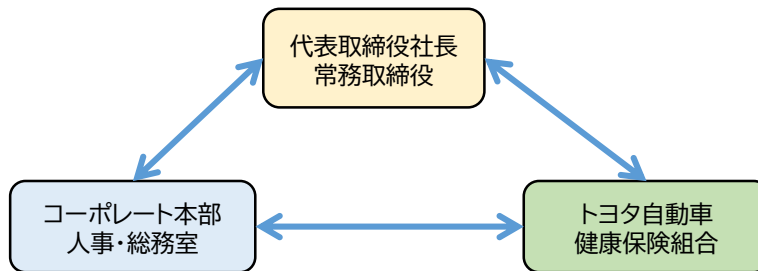 代表取締役社長
常務取締役
コーポレート本部
人事・総務室
トヨタ自動車
健康保険組合